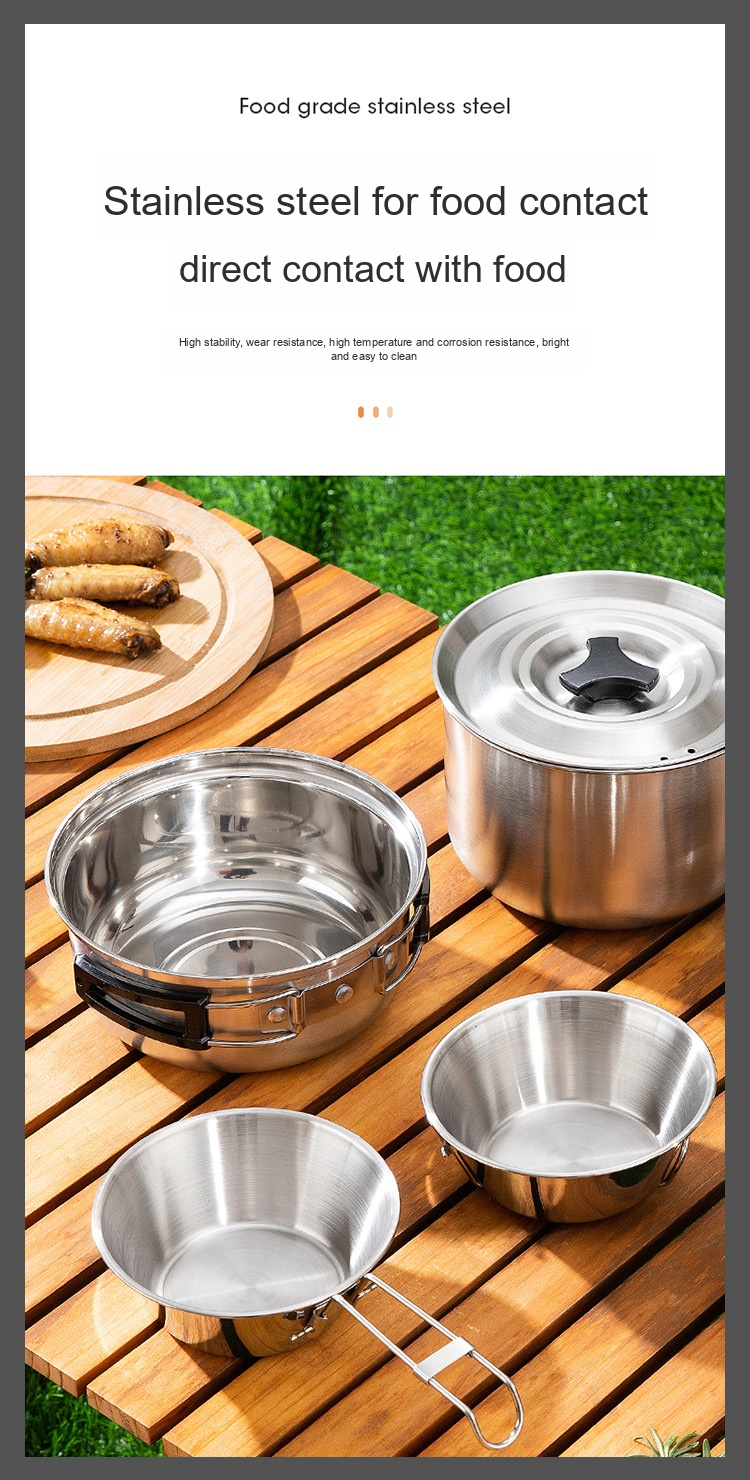 Food grade stainless steel
Stainless steel for food contact
direct contact with food
High stability, wear resistance, high temperature and corrosion resistance, bright
and easy to clean